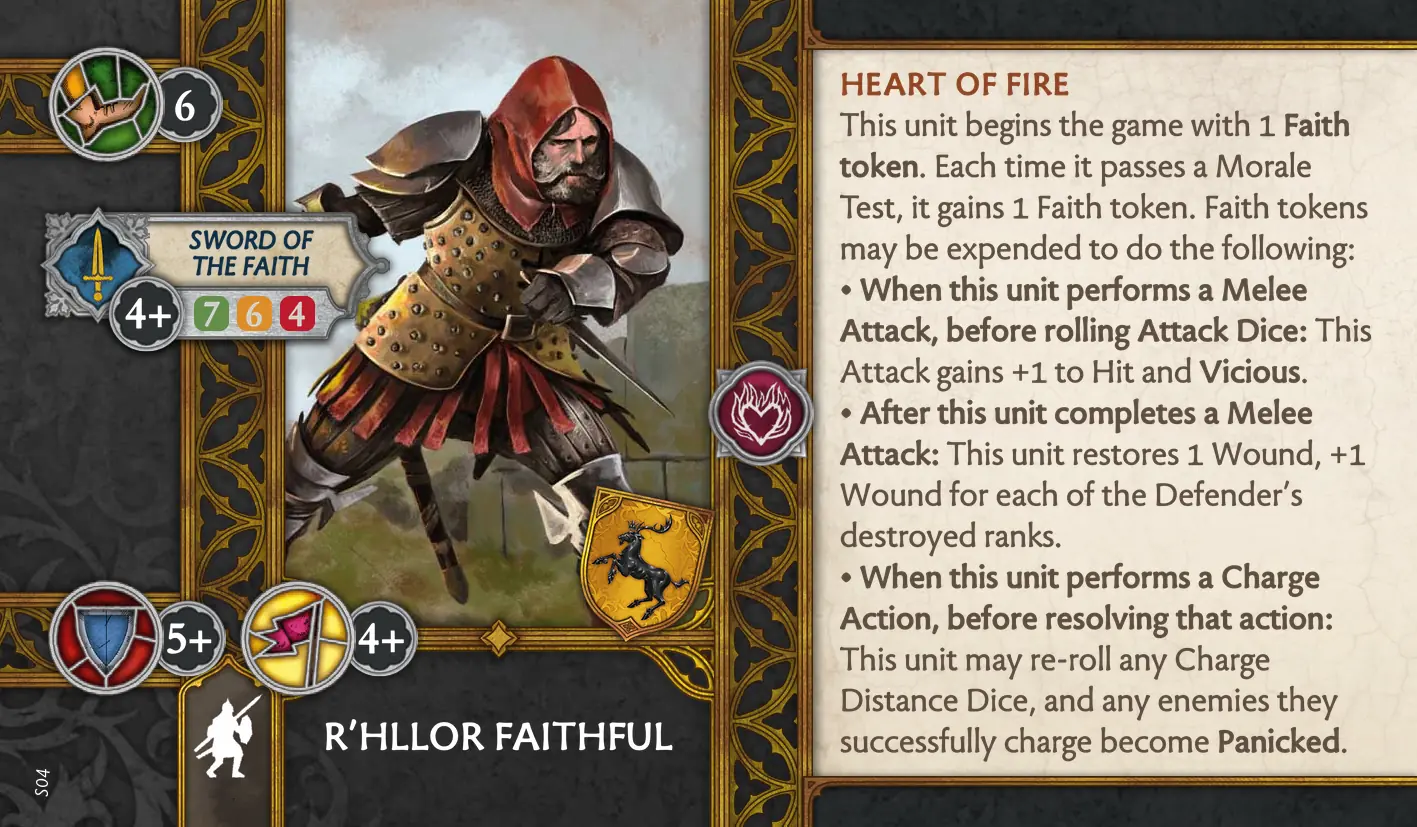 6
SWORD OF
THE FAITH
4+ 7 6 4
5+ 4+
R'HLLOR FAITHFUL
S04
HEART OF FIRE
This unit begins the game with 1 Faith
token. Each time it passes a Morale
Test, it gains 1 Faith token. Faith tokens
may be expended to do the following:
• When this unit performs a Melee
Attack, before rolling Attack Dice: This
Attack gains +1 to Hit and Vicious.
• After this unit completes a Melee
Attack: This unit restores 1 Wound, +1
Wound for each of the Defender's
destroyed ranks.
• When this unit performs a Charge
Action, before resolving that action:
This unit may re-roll any Charge
Distance Dice, and any enemies they
successfully charge become Panicked.